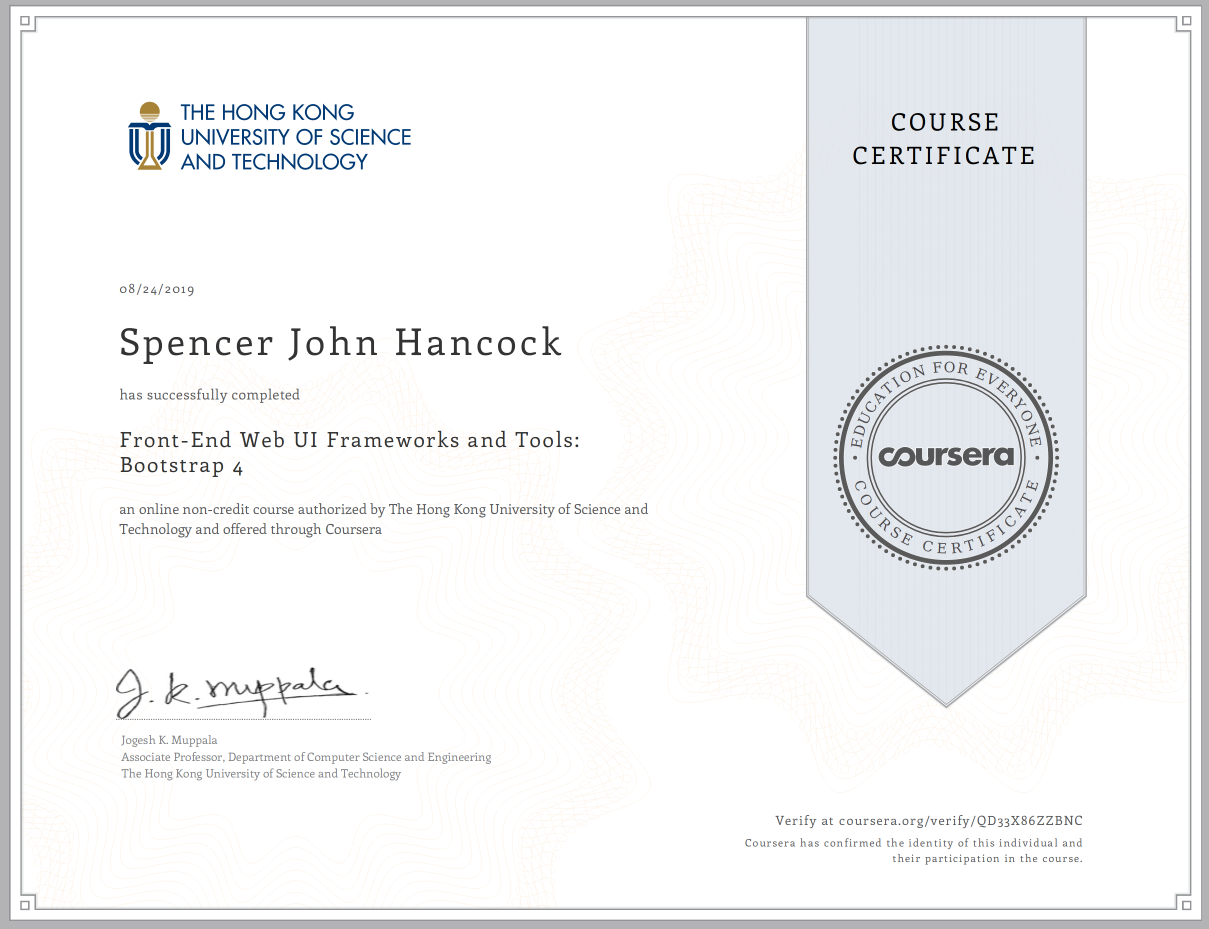 THE HONG KONG
UNIVERSITY OF SCIENCE
AND TECHNOLOGY
COURSE
CERTIFICATE
08/24/2019
Spencer John Hancock
has successfully completed
Front-End Web UI Frameworks and Tools:
Bootstrap 4
an online non-credit course authorized by The Hong Kong University of Science and
Technology and offered through Coursera
EDUCATION FOR EVERYONE
coursera
COURSE CERTIFICATE
J. K. Muppala
Jogesh K. Muppala
Associate Professor, Department of Computer Science and Engineering
The Hong Kong University of Science and Technology
Verify at coursera.org/verify/QD33X86ZZBNC
Coursera has confirmed the identity of this individual and
their participation in the course.